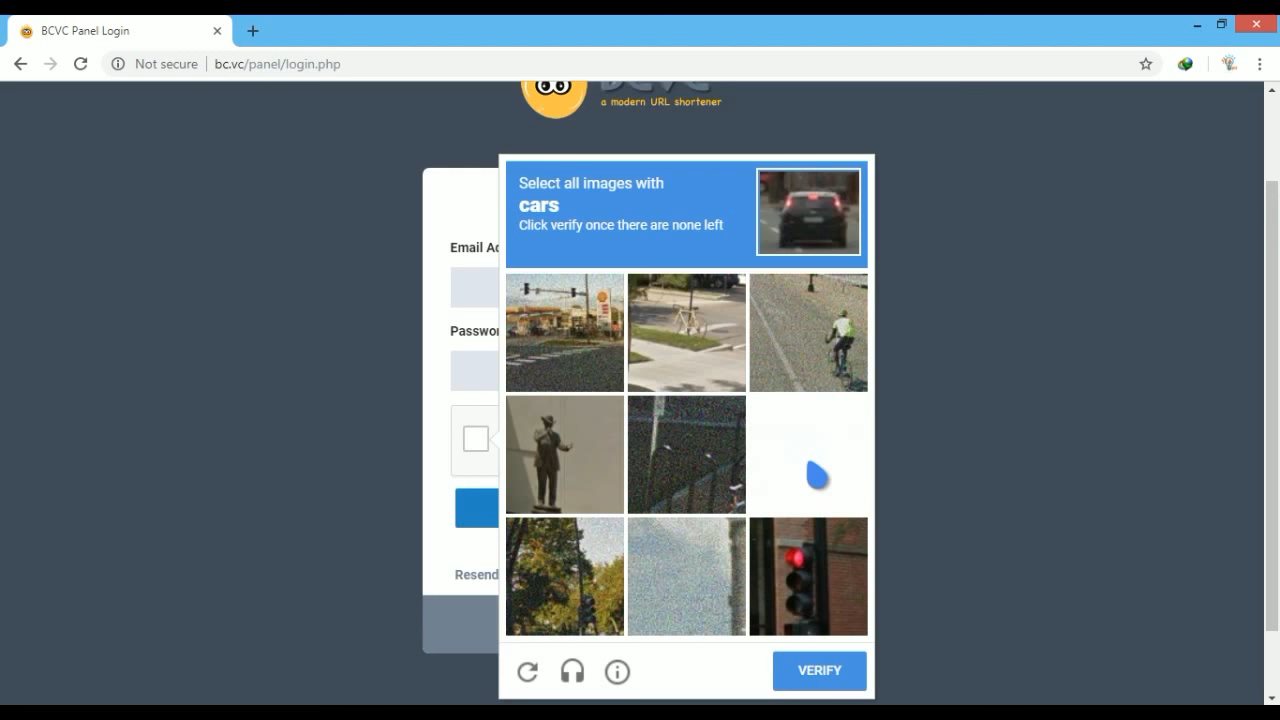 BCVC Panel Login
Not secure
bc.vc/panel/login.php
a modern URL shortener
Select all images with
cars
Click verify once there are none left
Email Ad
Passwor
Resend
VERIFY